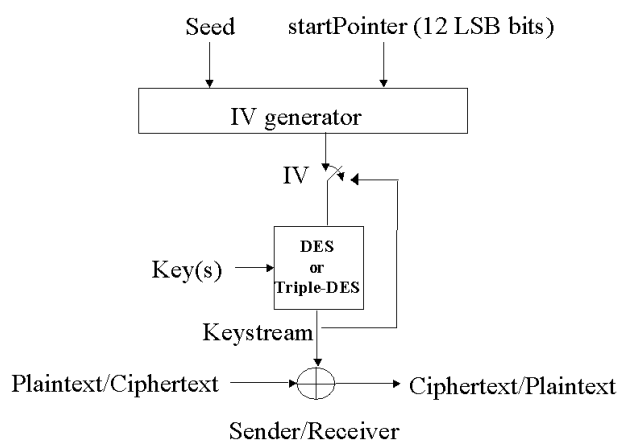 Seed
startPointer (12 LSB bits)
IV generator
IV
DES
or
Triple-DES
Key(s)
Keystream
Plaintext/Ciphertext
Ciphertext/Plaintext
Sender/Receiver